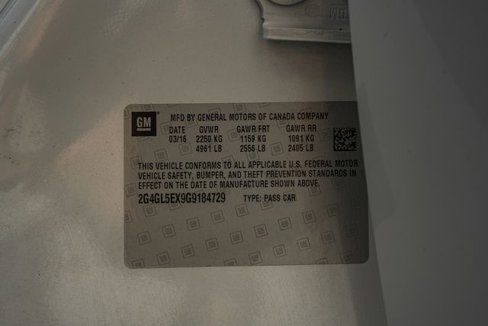 GM
MFD BY GENERAL MOTORS OF CANADA COMPANY
DATE GVWR GAWR FRT GAWR RR
03/16 2250 KG 1159 KG 1091 KG
4961 LB 2556 LB 2405 LB
THIS VEHICLE CONFORMS TO ALL APPLICABLE U.S. FEDERAL MOTOR
VEHICLE SAFETY, BUMPER, AND THEFT PREVENTION STANDARDS IN
EFFECT ON THE DATE OF MANUFACTURE SHOWN ABOVE.
2G4GL5EX9G9184729 TYPE: PASS CAR